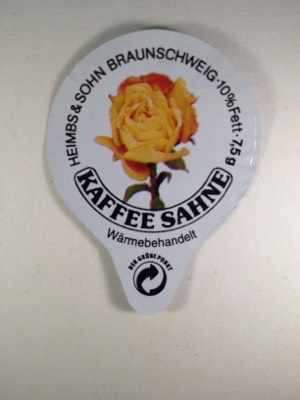 HEIMBS & SOHN BRAUNSCHWEIG · 10% Fett · 7,5 g
KAFFEE SAHNE
Wärmebehandelt
DER GRÜNE PUNKT